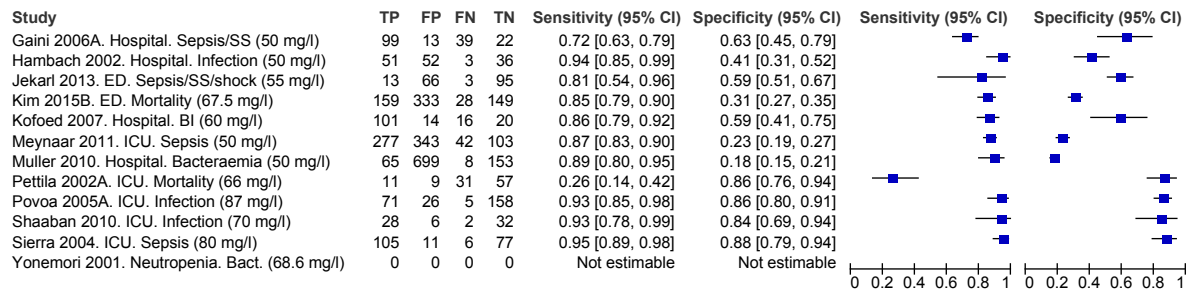 Study TP FP FN TN Sensitivity (95% CI) Specificity (95% CI) Sensitivity (95% CI) Specificity (95% CI)
Gaini 2006A. Hospital. Sepsis/SS (50 mg/l) 99 13 39 22 0.72 [0.63, 0.79] 0.63 [0.45, 0.79]
Hambach 2002. Hospital. Infection (50 mg/l) 51 52 3 36 0.94 [0.85, 0.99] 0.41 [0.31, 0.52]
Jekarl 2013. ED. Sepsis/SS/shock (55 mg/l) 13 66 3 95 0.81 [0.54, 0.96] 0.59 [0.51, 0.67]
Kim 2015B. ED. Mortality (67.5 mg/l) 159 333 28 149 0.85 [0.79, 0.90] 0.31 [0.27, 0.35]
Kofoed 2007. Hospital. BI (60 mg/l) 101 14 16 20 0.86 [0.79, 0.92] 0.59 [0.41, 0.75]
Meynaar 2011. ICU. Sepsis (50 mg/l) 277 343 42 103 0.87 [0.83, 0.90] 0.23 [0.19, 0.27]
Muller 2010. Hospital. Bacteraemia (50 mg/l) 65 699 8 153 0.89 [0.80, 0.95] 0.18 [0.15, 0.21]
Pettila 2002A. ICU. Mortality (66 mg/l) 11 9 31 57 0.26 [0.14, 0.42] 0.86 [0.76, 0.94]
Povoa 2005A. ICU. Infection (87 mg/l) 71 26 5 158 0.93 [0.85, 0.98] 0.86 [0.80, 0.91]
Shaaban 2010. ICU. Infection (70 mg/l) 28 6 2 32 0.93 [0.78, 0.99] 0.84 [0.69, 0.94]
Sierra 2004. ICU. Sepsis (80 mg/l) 105 11 6 77 0.95 [0.89, 0.98] 0.88 [0.79, 0.94]
Yonemori 2001. Neutropenia. Bact. (68.6 mg/l) 0 0 0 0 Not estimable Not estimable
0 0.2 0.4 0.6 0.8 1 0 0.2 0.4 0.6 0.8 1